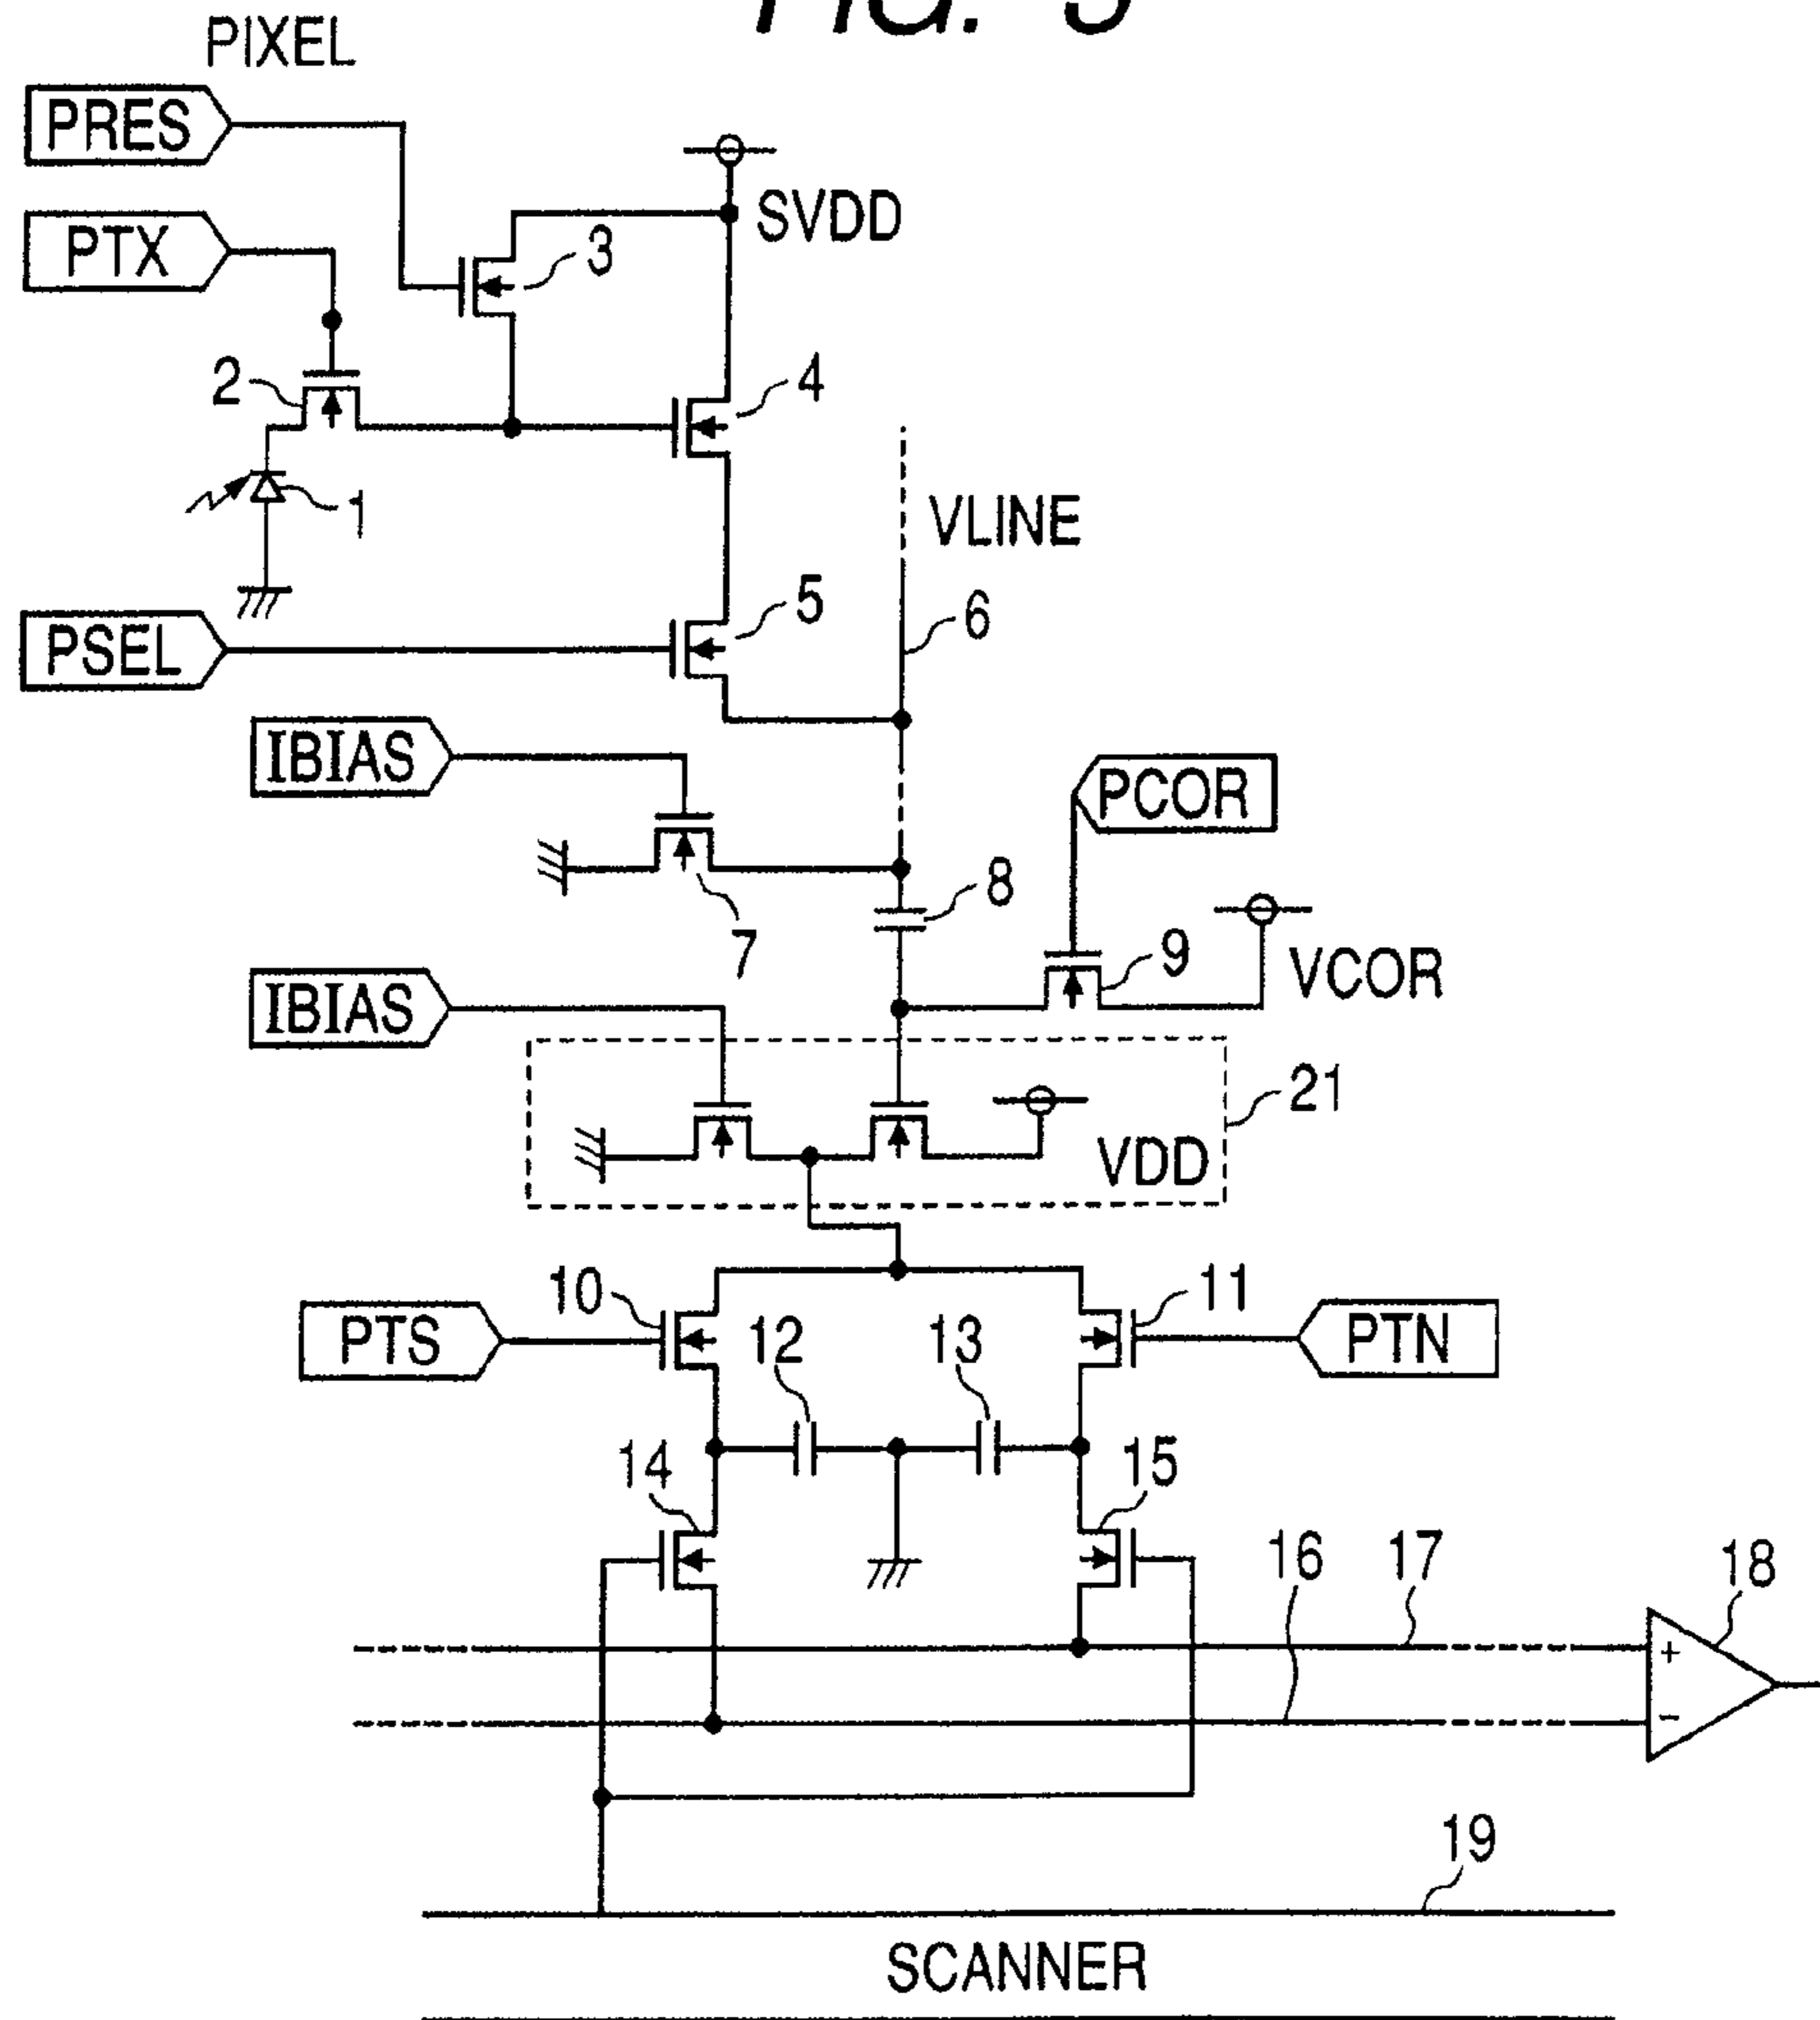 PIXEL
PRES
SVDD
PTX
3
2
4
1
VLINE
5
6
PSEL
IBIAS
PCOR
8
7
9
VCOR
IBIAS
21
VDD
10
11
PTS
12
13
PTN
14
15
16
17
18
+
−
19
SCANNER